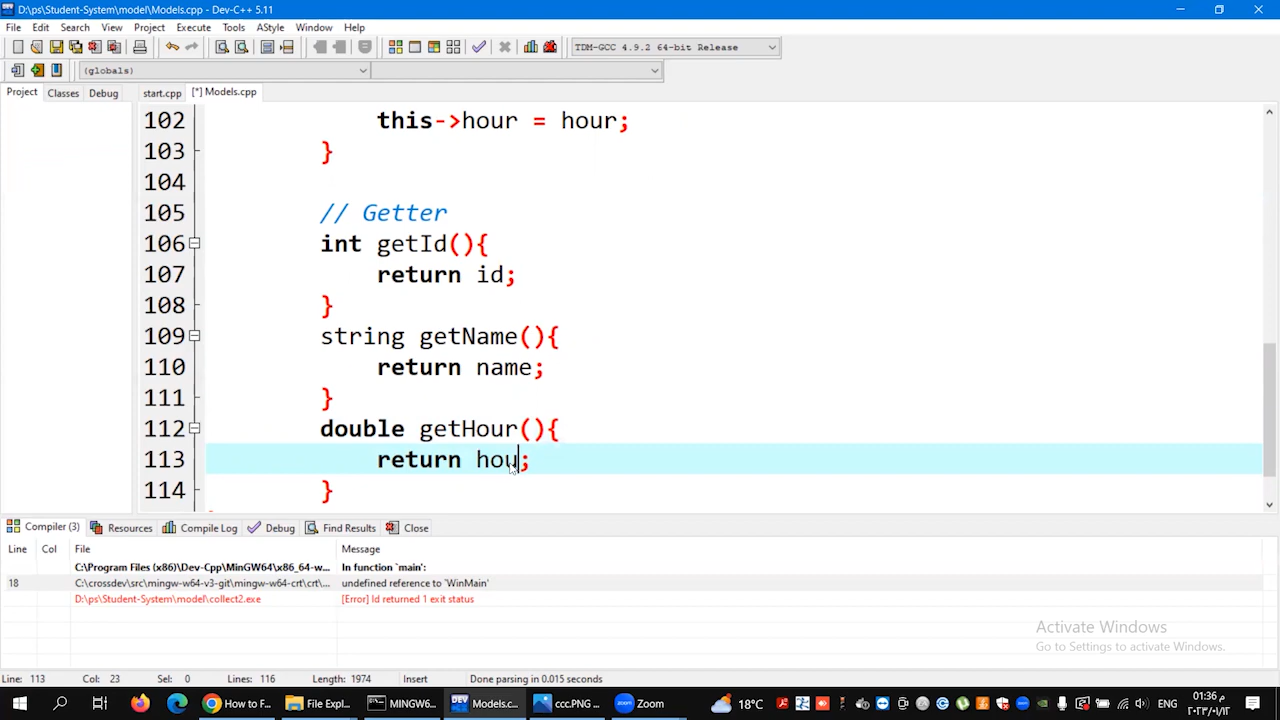 D:\ps\Student-System\model\Models.cpp - Dev-C++ 5.11
File Edit Search View Project Execute Tools AStyle Window Help
TDM-GCC 4.9.2 64-bit Release
(globals)
Project Classes Debug start.cpp [*] Models.cpp
102 this->hour = hour;
103 }
104
105 // Getter
106 int getId(){
107 return id;
108 }
109 string getName(){
110 return name;
111 }
112 double getHour(){
113 return hou;
114 }
Compiler (3) Resources Compile Log Debug Find Results Close
Line Col File Message
C:\Program Files (x86)\Dev-Cpp\MinGW64\x86_64-w... In function `main':
18 C:\crossdev\src\mingw-w64-v3-git\mingw-w64-crt\crt\... undefined reference to `WinMain'
D:\ps\Student-System\model\collect2.exe [Error] ld returned 1 exit status
Activate Windows
Go to Settings to activate Windows.
Line: 113 Col: 23 Sel: 0 Lines: 116 Length: 1974 Insert Done parsing in 0.015 seconds
How to F... File Expl... MINGW6... Models.c... ccc.PNG ... Zoom 18°C ENG
01:36 م